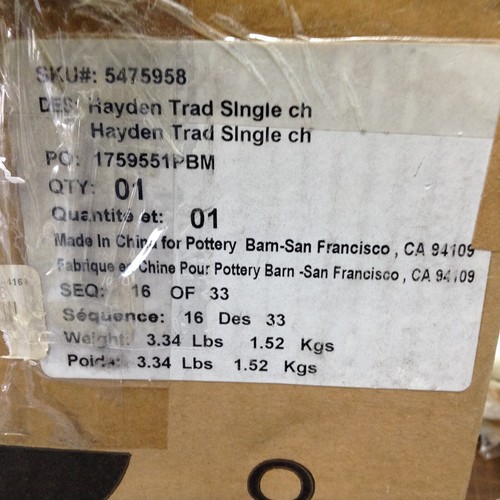 SKU#: 5475958
DES: Hayden Trad SIngle ch
Hayden Trad SIngle ch
PO: 1759551PBM
QTY: 01
Quantite et: 01
Made In China for Pottery Barn-San Francisco , CA 94109
Fabrique en Chine Pour Pottery Barn -San Francisco , CA 94109
SEQ: 16 OF 33
Séquence: 16 Des 33
Weight: 3.34 Lbs 1.52 Kgs
Poids: 3.34 Lbs 1.52 Kgs
416